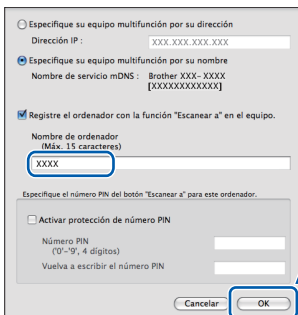 Especifique su equipo multifunción por su dirección
Dirección IP : XXX.XXX.XXX.XXX
Especifique su equipo multifunción por su nombre
Nombre de servicio mDNS : Brother XXX- XXXX
[XXXXXXXXXXXX]
Registre el ordenador con la función "Escanear a" en el equipo.
Nombre de ordenador
(Máx. 15 caracteres)
XXXX
Especifique el número PIN del botón "Escanear a" para este ordenador.
Activar protección de número PIN
Número PIN
('0'-'9', 4 dígitos)
Vuelva a escribir el número PIN
Cancelar OK